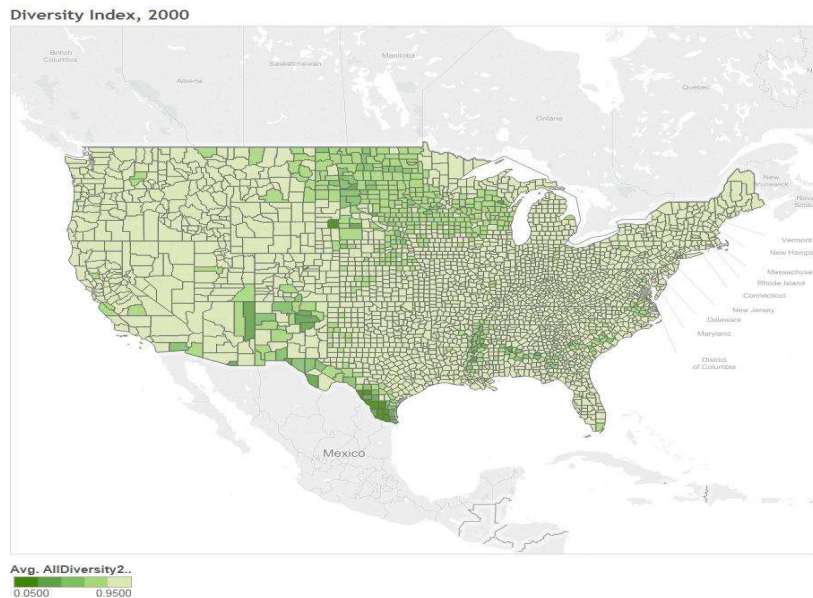 Diversity Index, 2000
British
Columbia
Alberta
Saskatchewan
Manitoba
Ontario
Quebec
New
Brunswick
Nova
Vermont
New Hamps
Massachuse
Rhode Island
Connecticut
New Jersey
Delaware
Maryland
District
of Columbia
Mexico
Avg. AllDiversity2..
0.0500
0.9500